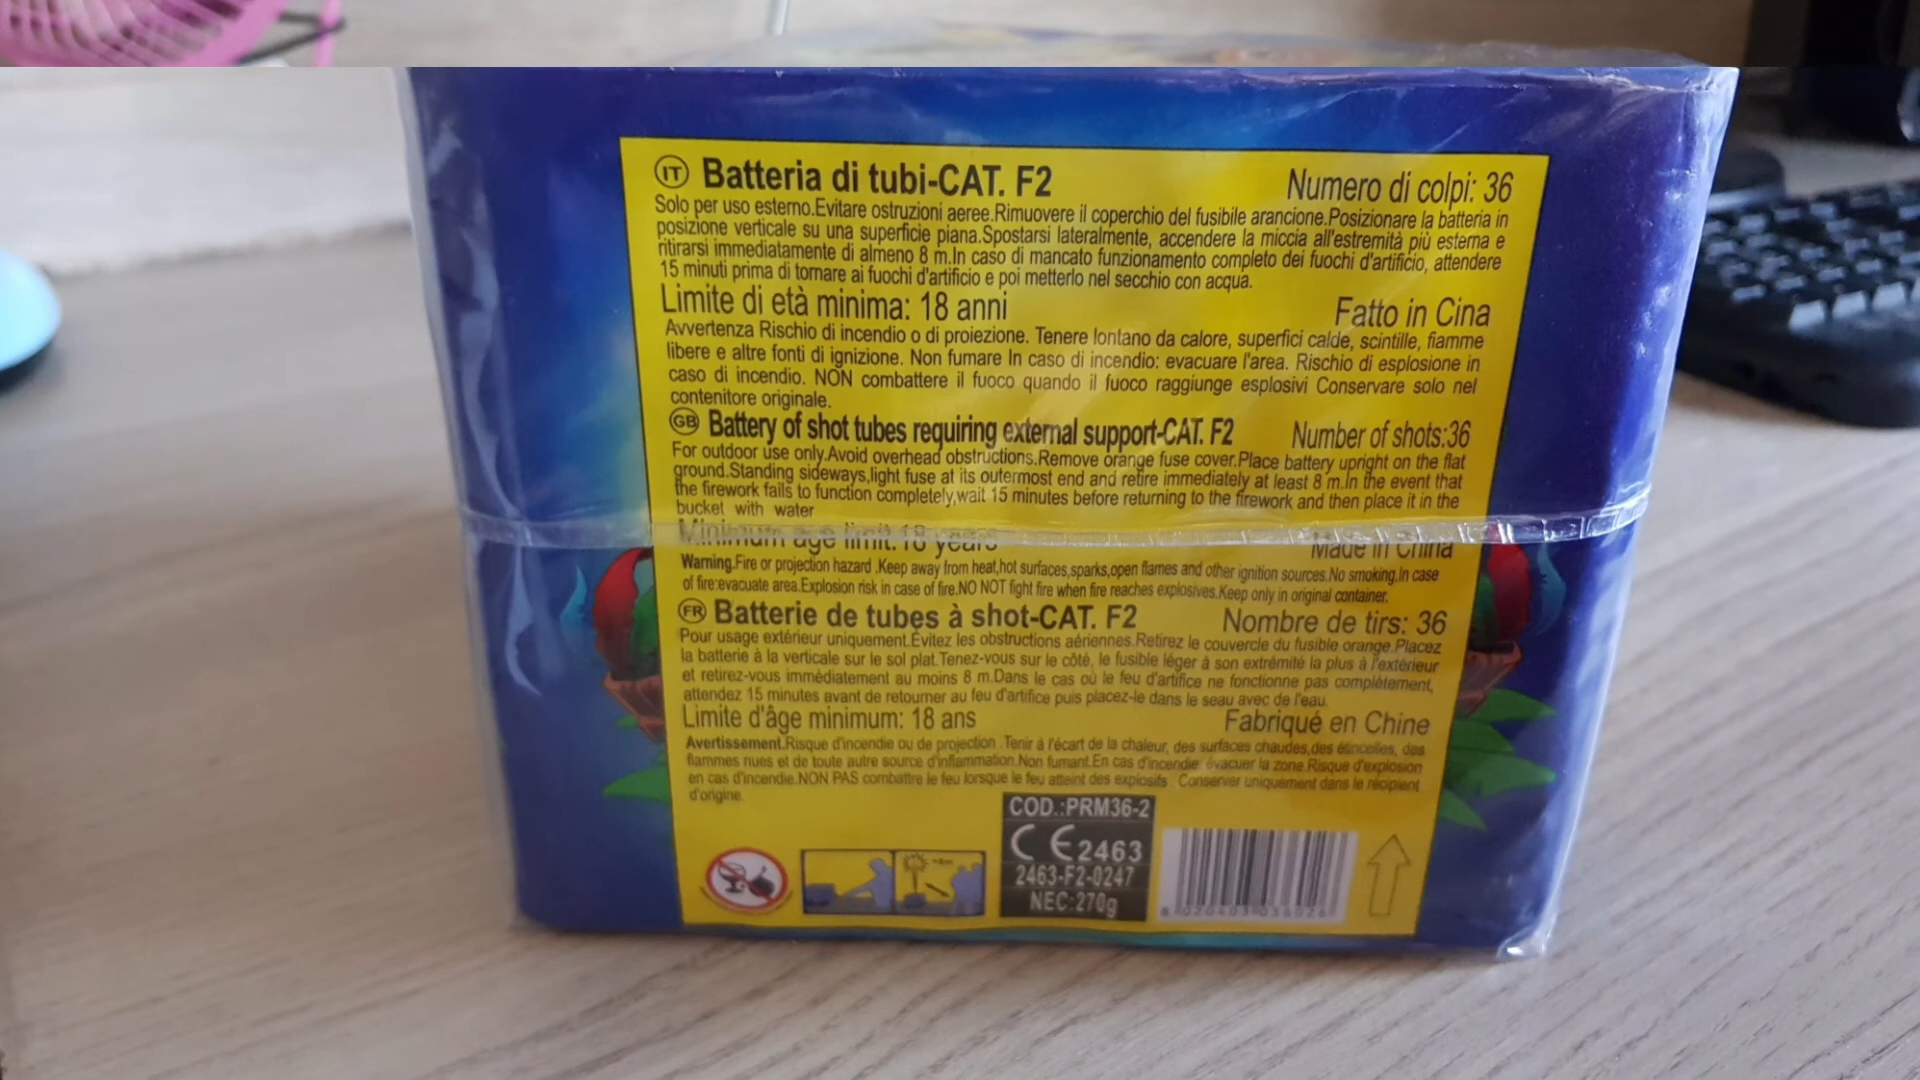 IT Batteria di tubi-CAT. F2 Numero di colpi: 36
Solo per uso esterno.Evitare ostruzioni aeree.Rimuovere il coperchio del fusibile arancione.Posizionare la batteria in
posizione verticale su una superficie piana.Spostarsi lateralmente, accendere la miccia all'estremità più esterna e
ritirarsi immediatamente di almeno 8 m.In caso di mancato funzionamento completo dei fuochi d'artificio, attendere
15 minuti prima di tornare ai fuochi d'artificio e poi metterlo nel secchio con acqua.
Limite di età minima: 18 anni Fatto in Cina
Avvertenza Rischio di incendio o di proiezione. Tenere lontano da calore, superfici calde, scintille, fiamme
libere e altre fonti di ignizione. Non fumare In caso di incendio: evacuare l'area. Rischio di esplosione in
caso di incendio. NON combattere il fuoco quando il fuoco raggiunge esplosivi Conservare solo nel
contenitore originale.
GB Battery of shot tubes requiring external support-CAT. F2 Number of shots:36
For outdoor use only.Avoid overhead obstructions.Remove orange fuse cover.Place battery upright on the flat
ground.Standing sideways,light fuse at its outermost end and retire immediately at least 8 m.In the event that
the firework fails to function completely,wait 15 minutes before returning to the firework and then place it in the
bucket with water
Minimum age limit: 18 years Made in China
Warning.Fire or projection hazard .Keep away from heat,hot surfaces,sparks,open flames and other ignition sources.No smoking.In case
of fire:evacuate area.Explosion risk in case of fire.NO NOT fight fire when fire reaches explosives.Keep only in original container.
FR Batterie de tubes à shot-CAT. F2 Nombre de tirs: 36
Pour usage extérieur uniquement.Évitez les obstructions aériennes.Retirez le couvercle du fusible orange.Placez
la batterie à la verticale sur le sol plat.Tenez-vous sur le côté, le fusible léger à son extrémité la plus à l'extérieur
et retirez-vous immédiatement au moins 8 m.Dans le cas où le feu d'artifice ne fonctionne pas complètement,
attendez 15 minutes avant de retourner au feu d'artifice puis placez-le dans le seau avec de l'eau.
Limite d'âge minimum: 18 ans Fabriqué en Chine
Avertissement.Risque d'incendie ou de projection .Tenir à l'écart de la chaleur, des surfaces chaudes,des étincelles, des
flammes nues et de toute autre source d'inflammation.Non fumant.En cas d'incendie: évacuer la zone.Risque d'explosion
en cas d'incendie.NON PAS combattre le feu lorsque le feu atteint des explosifs . Conserver uniquement dans le récipient
d'origine.
COD.:PRM36-2
CE2463
2463-F2-0247
NEC:270g